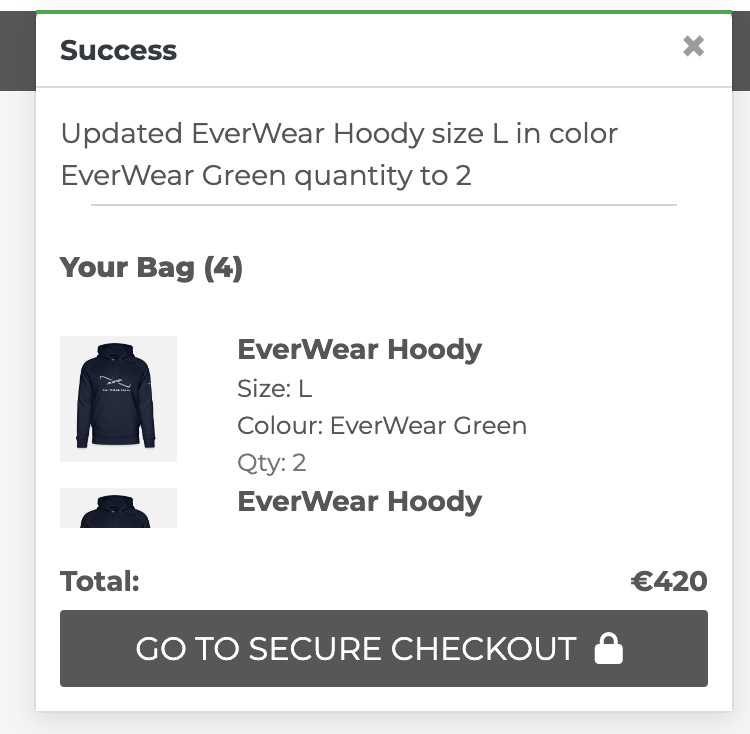 Success
Updated EverWear Hoody size L in color
EverWear Green quantity to 2
Your Bag (4)
EverWear Hoody
Size: L
Colour: EverWear Green
Qty: 2
EverWear Hoody
Total:
€420
GO TO SECURE CHECKOUT